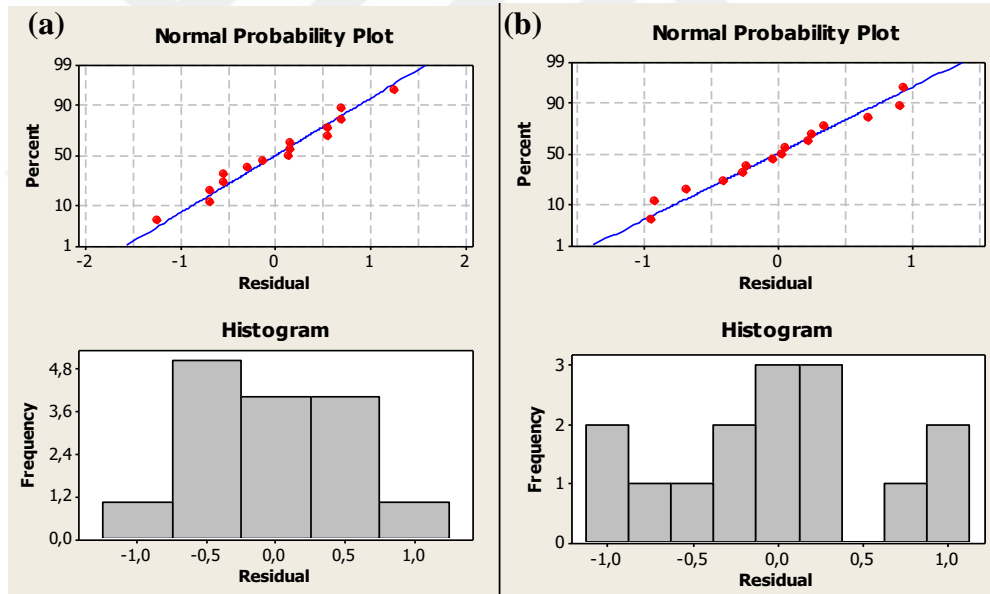 (a)
Normal Probability Plot
99
90
50
10
1
Percent
-2
-1
0
1
2
Residual
Histogram
4,8
3,6
2,4
1,2
0,0
Frequency
-1,0
-0,5
0,0
0,5
1,0
Residual
(b)
Normal Probability Plot
99
90
50
10
1
Percent
-1
0
1
Residual
Histogram
3
2
1
0
Frequency
-1,0
-0,5
0,0
0,5
1,0
Residual